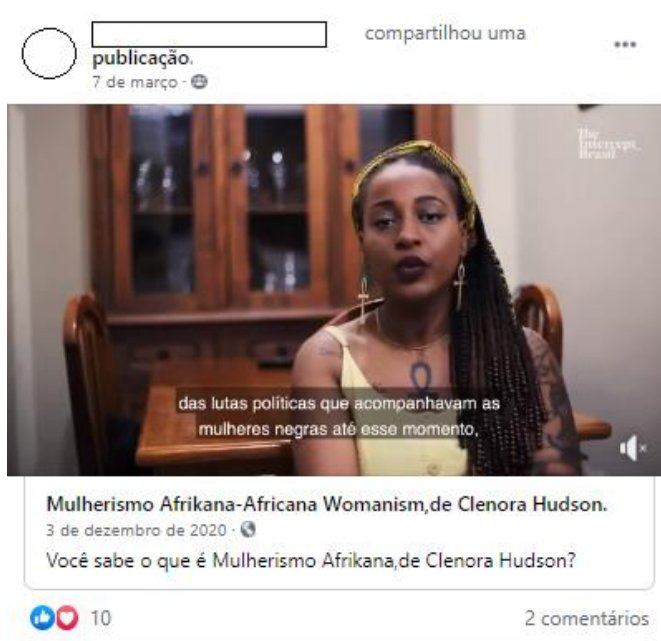 compartilhou uma
publicação.
7 de março ·
The
Intercept_
Brasil
das lutas políticas que acompanhavam as
mulheres negras até esse momento,
Mulherismo Afrikana-Africana Womanism,de Clenora Hudson.
3 de dezembro de 2020 ·
Você sabe o que é Mulherismo Afrikana,de Clenora Hudson?
10
2 comentários